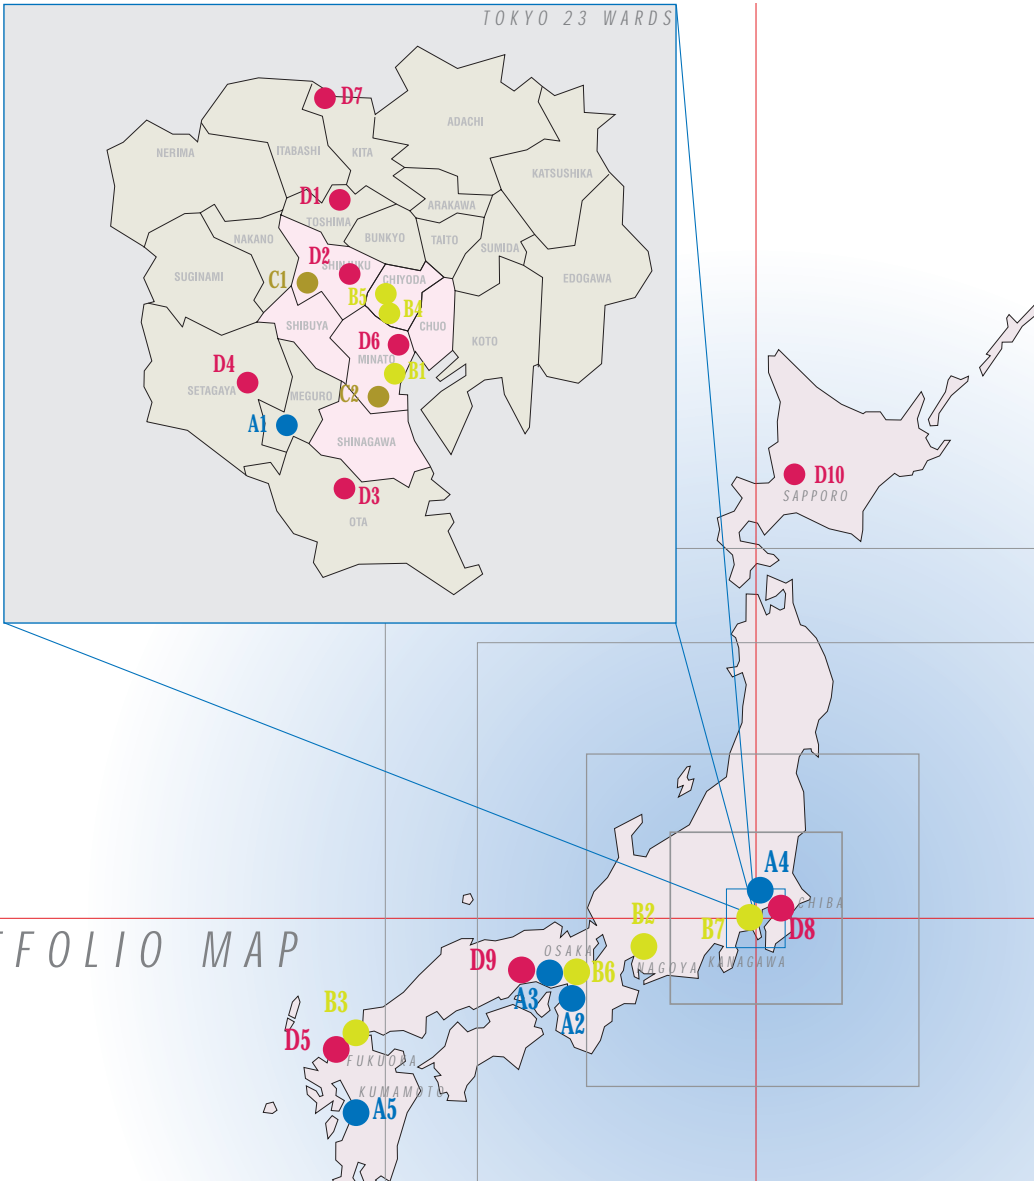 TOKYO 23 WARDS
D7
ADACHI
NERIMA
ITABASHI
KITA
KATSUSHIKA
D1
ARAKAWA
TOSHIMA
NAKANO
BUNKYO
TAITO
SUMIDA
D2
SHINJUKU
SUGINAMI
C1
CHIYODA
EDOGAWA
B5
B4
SHIBUYA
CHUO
D6
KOTO
MINATO
D4
B1
SETAGAYA
MEGURO
C2
A1
SHINAGAWA
D3
OTA
D10
SAPPORO
A4
CHIBA
B2
B7
D8
TFOLIO MAP
OSAKA
D9
B6
NAGOYA
KANAGAWA
A3
A2
B3
D5
FUKUOKA
KUMAMOTO
A5